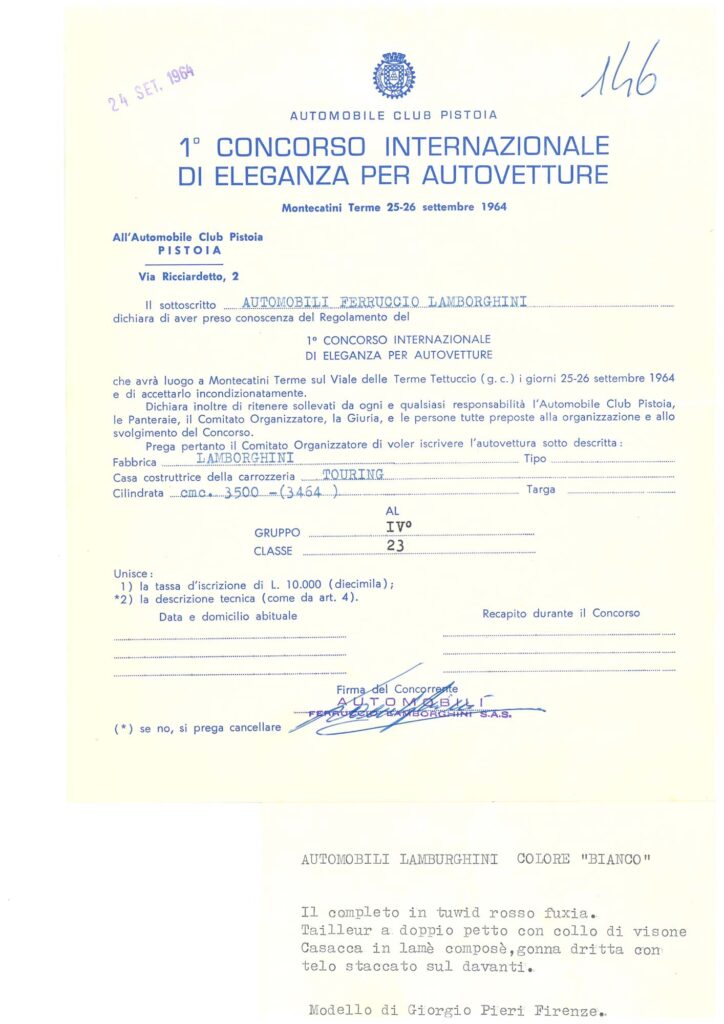 24 SET. 1964
146
AUTOMOBILE CLUB PISTOIA
1° CONCORSO INTERNAZIONALE
DI ELEGANZA PER AUTOVETTURE
Montecatini Terme 25-26 settembre 1964
All'Automobile Club Pistoia
PISTOIA
Via Ricciardetto, 2
Il sottoscritto AUTOMOBILI FERRUCCIO LAMBORGHINI
dichiara di aver preso conoscenza del Regolamento del
1° CONCORSO INTERNAZIONALE
DI ELEGANZA PER AUTOVETTURE
che avrà luogo a Montecatini Terme sul Viale delle Terme Tettuccio (g. c.) i giorni 25-26 settembre 1964
e di accettarlo incondizionatamente.
Dichiara inoltre di ritenere sollevati da ogni e qualsiasi responsabilità l'Automobile Club Pistoia,
le Panteraie, il Comitato Organizzatore, la Giuria, e le persone tutte preposte alla organizzazione e allo
svolgimento del Concorso.
Prega pertanto il Comitato Organizzatore di voler iscrivere l'autovettura sotto descritta :
Fabbrica LAMBORGHINI Tipo
Casa costruttrice della carrozzeria TOURING
Cilindrata cmc. 3500 -(3464 ) Targa
AL
GRUPPO IV°
CLASSE 23
Unisce :
1) la tassa d'iscrizione di L. 10.000 (diecimila) ;
*2) la descrizione tecnica (come da art. 4).
Data e domicilio abituale Recapito durante il Concorso
Firma del Concorrente
AUTOMOBILI
FERRUCCIO LAMBORGHINI S.A.S.
(*) se no, si prega cancellare
AUTOMOBILI LAMBURGHINI COLORE "BIANCO"
Il completo in tuwid rosso fuxia.
Tailleur a doppio petto con collo di visone
Casacca in lamè composè,gonna dritta con
telo staccato sul davanti.
Modello di Giorgio Pieri Firenze.